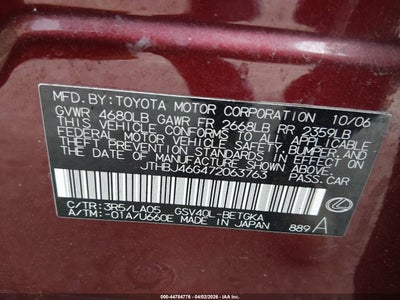 MFD. BY: TOYOTA MOTOR CORPORATION 10/06
GVWR 4680LB GAWR FR 2668LB RR 2359LB
THIS VEHICLE CONFORMS TO ALL APPLICABLE
FEDERAL MOTOR VEHICLE SAFETY, BUMPER, AND
THEFT PREVENTION STANDARDS IN EFFECT ON
THE DATE OF MANUFACTURE SHOWN ABOVE.
JTHBJ46G472063763 PASS. CAR
C/TR: 3R5/LA05 GSV40L-BETGKA
A/TM: -01A/U660E MADE IN JAPAN 889 A
000-44784776 - 04/02/2026 - IAAI.COM